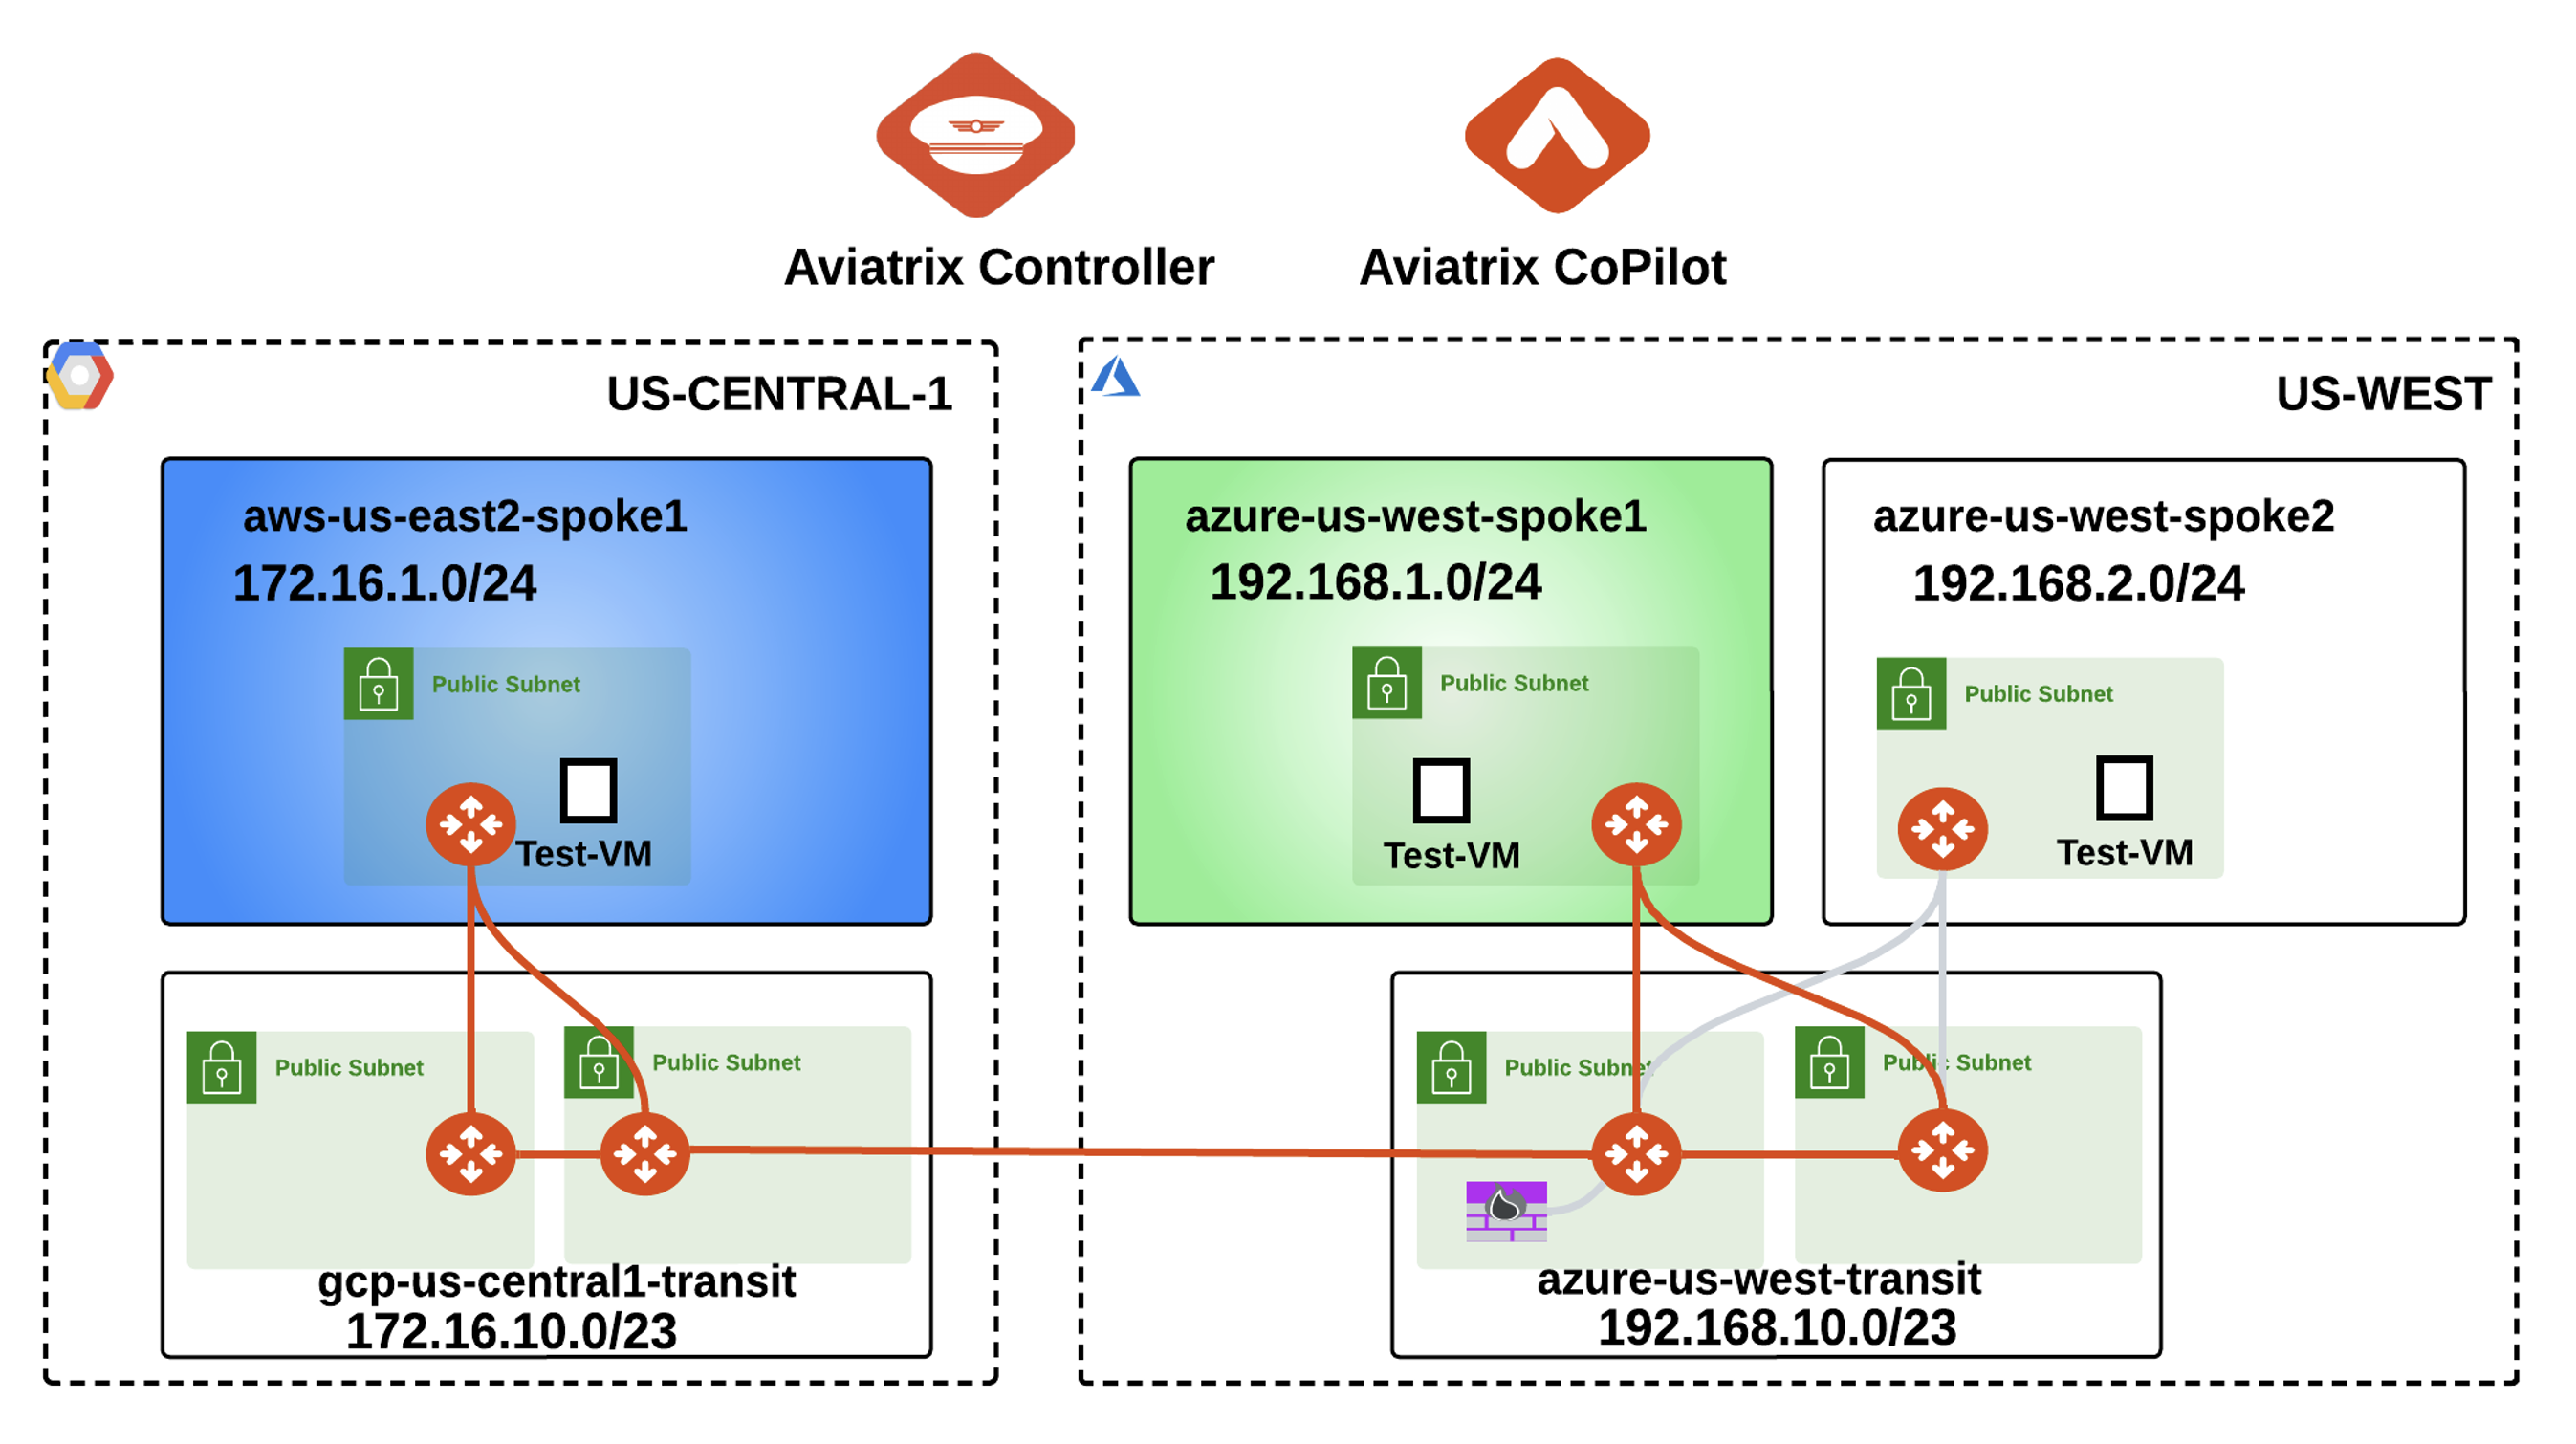 Aviatrix Controller
Aviatrix CoPilot
US-CENTRAL-1
US-WEST
aws-us-east2-spoke1
172.16.1.0/24
Public Subnet
Test-VM
azure-us-west-spoke1
192.168.1.0/24
Public Subnet
Test-VM
azure-us-west-spoke2
192.168.2.0/24
Public Subnet
Test-VM
Public Subnet
Public Subnet
gcp-us-central1-transit
172.16.10.0/23
Public Subnet
Public Subnet
azure-us-west-transit
192.168.10.0/23